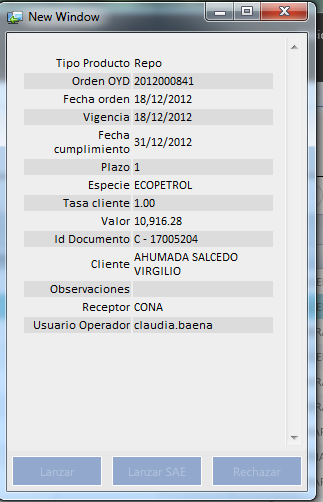 New Window
Tipo Producto Repo
Orden OYD 2012000841
Fecha orden 18/12/2012
Vigencia 18/12/2012
Fecha
cumplimiento 31/12/2012
Plazo 1
Especie ECOPETROL
Tasa cliente 1.00
Valor 10,916.28
Id Documento C - 17005204
Cliente AHUMADA SALCEDO
VIRGILIO
Observaciones
Receptor CONA
Usuario Operador claudia.baena
Lanzar Lanzar SAE Rechazar